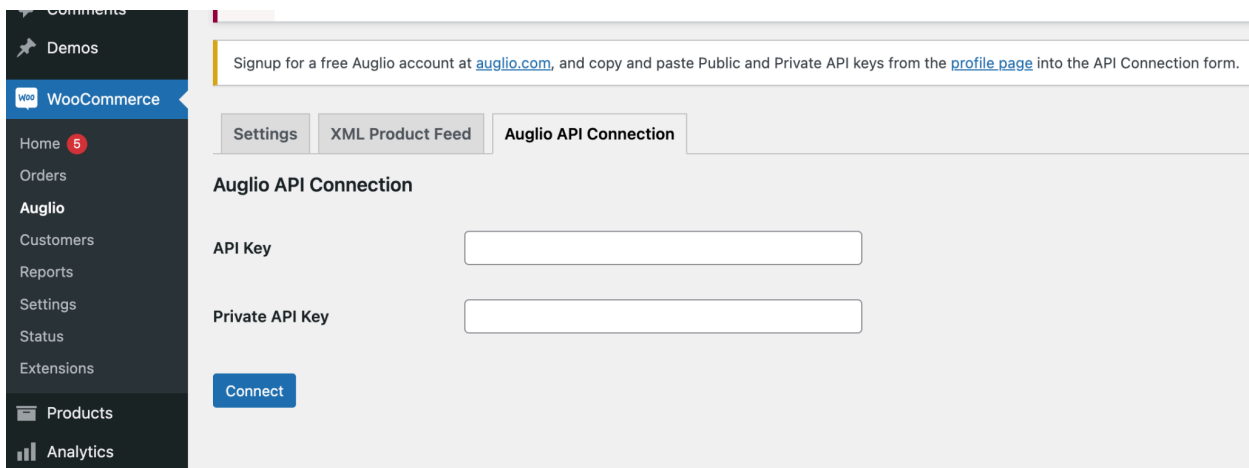 Comments
Demos
Woo WooCommerce
Home 5
Orders
Auglio
Customers
Reports
Settings
Status
Extensions
Products
Analytics
Signup for a free Auglio account at auglio.com, and copy and paste Public and Private API keys from the profile page into the API Connection form.
Settings XML Product Feed Auglio API Connection
Auglio API Connection
API Key
Private API Key
Connect